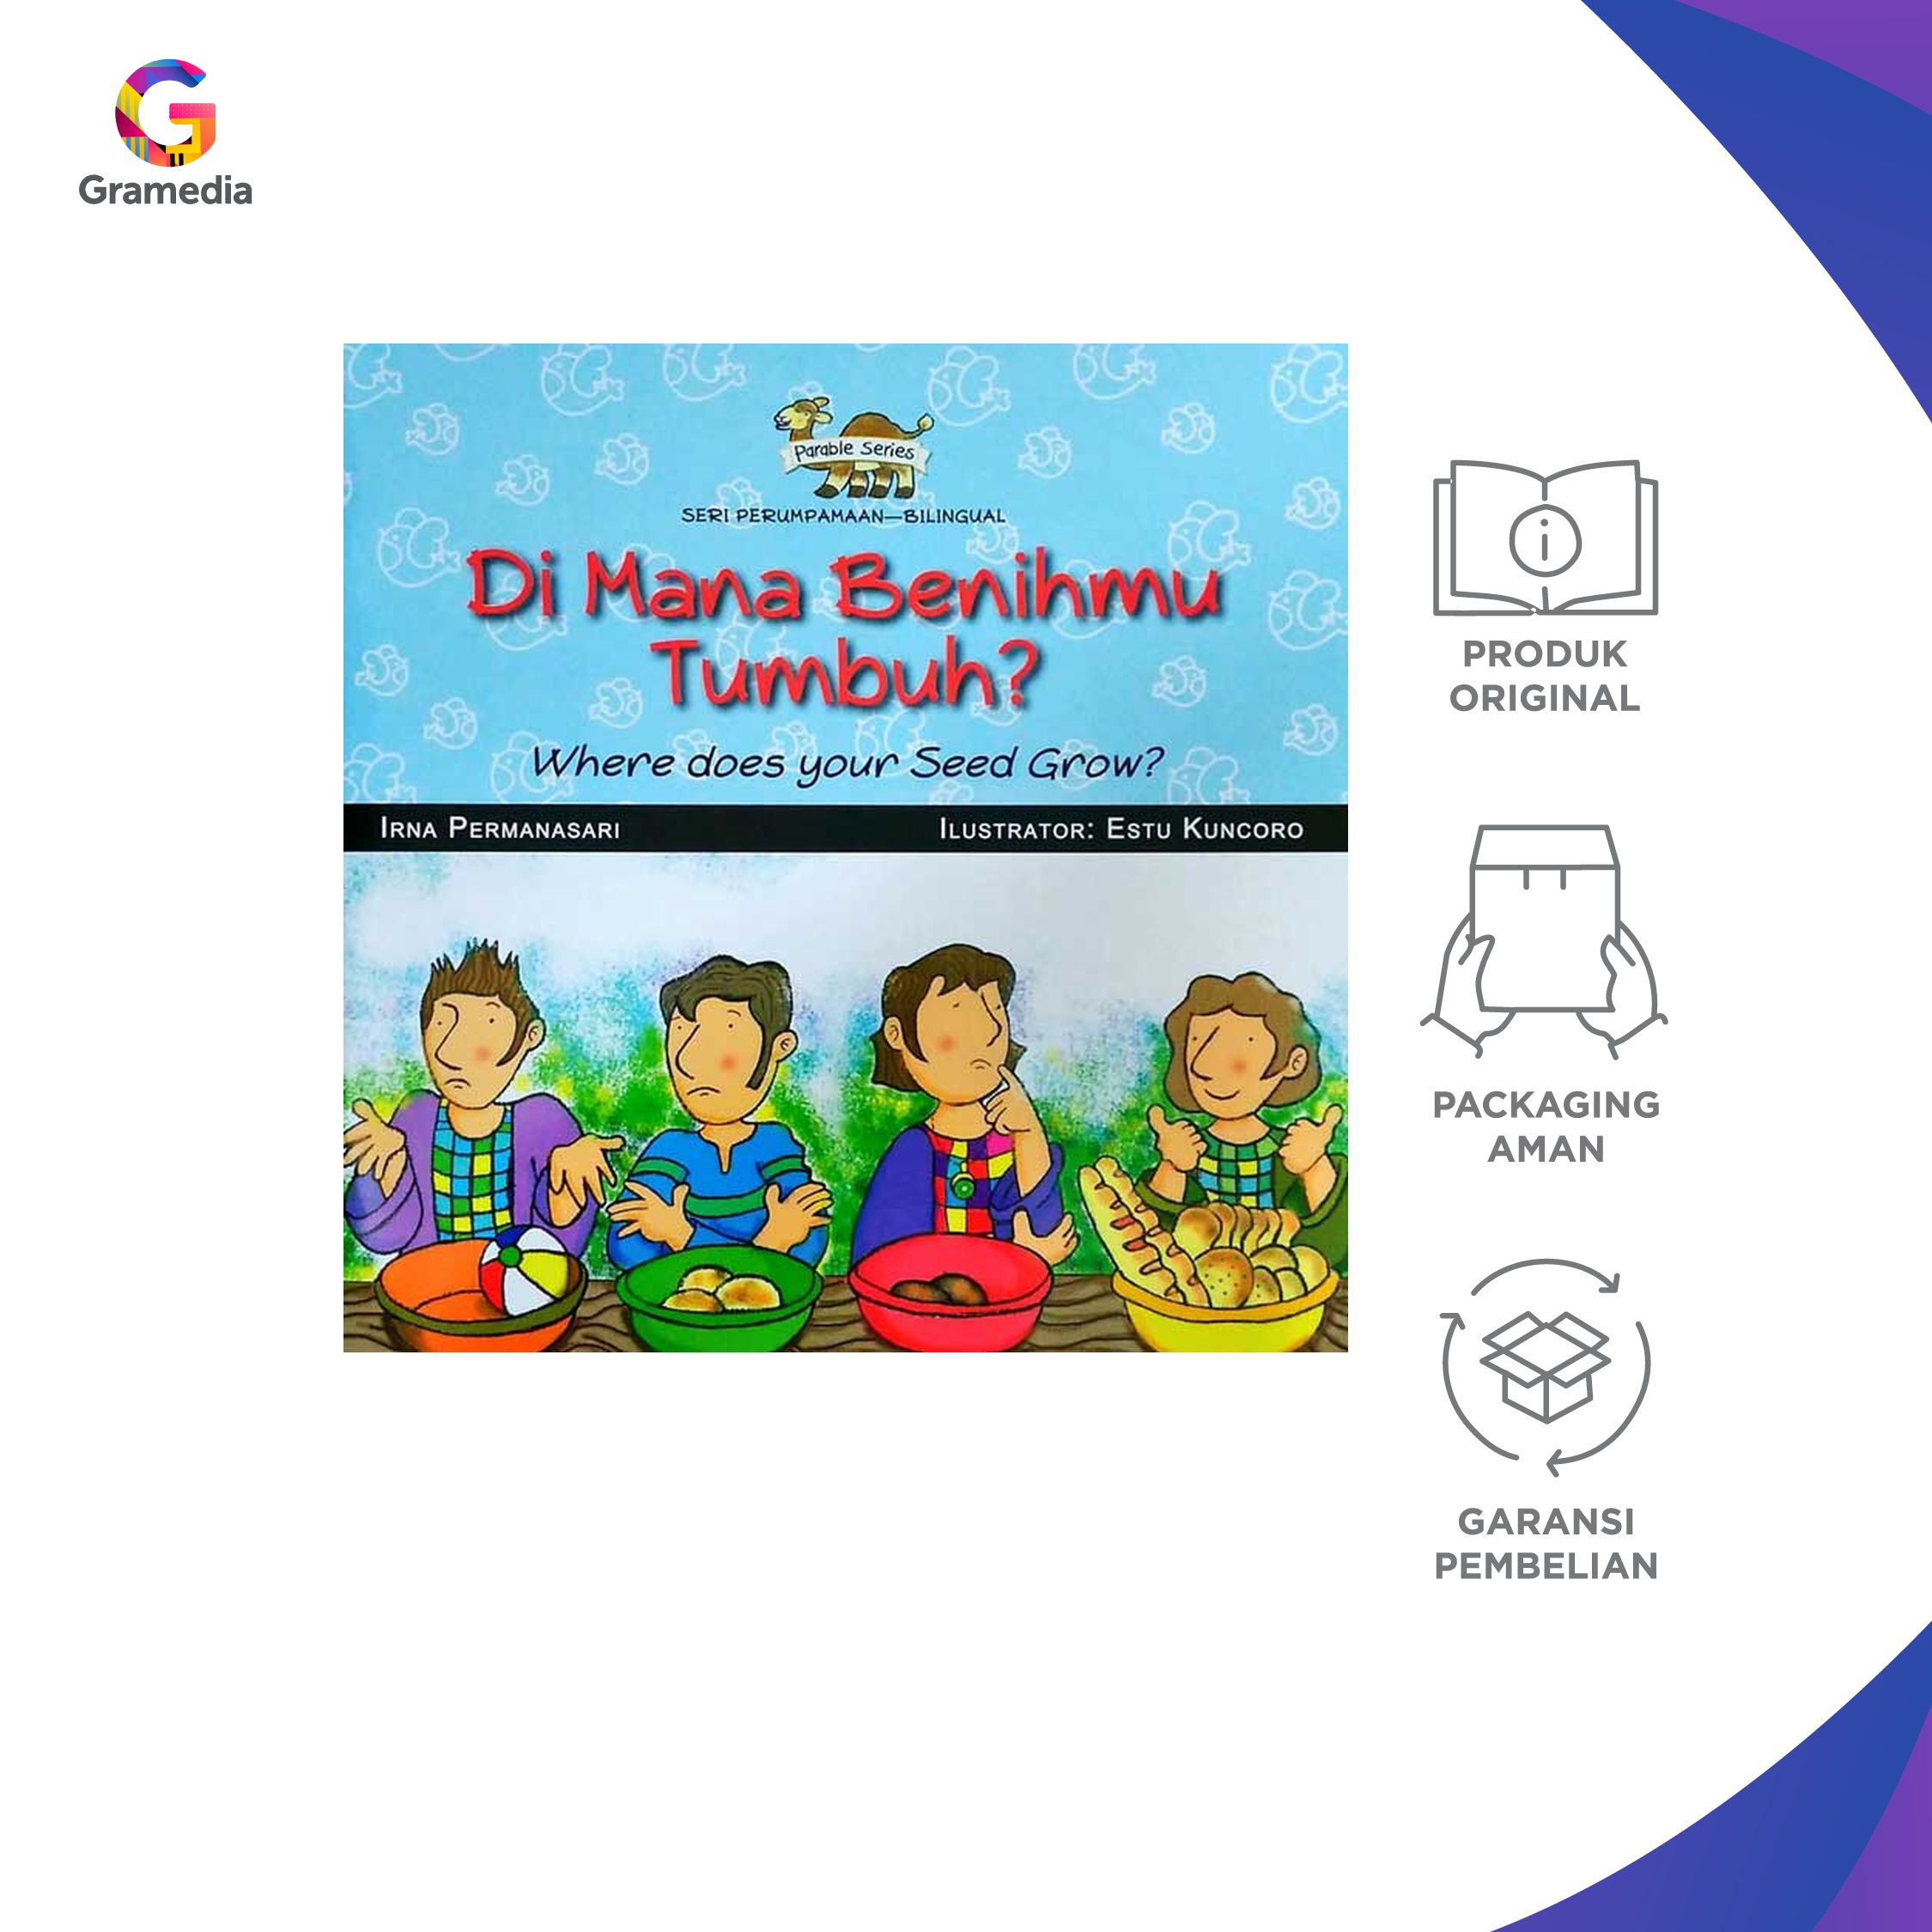 Gramedia
Parable Series
SERI PERUMPAMAAN—BILINGUAL
Di Mana Benihmu
Tumbuh?
Where does your Seed Grow?
IRNA PERMANASARI
ILUSTRATOR: ESTU KUNCORO
PRODUK
ORIGINAL
PACKAGING
AMAN
GARANSI
PEMBELIAN